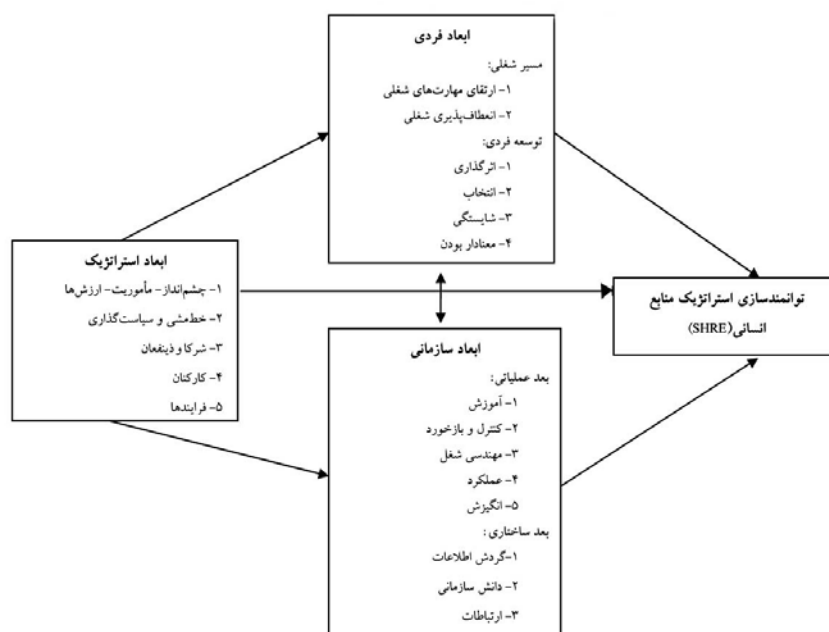 ابعاد فردی
مسیر شغلی:
۱- ارتقای مهارت‌های شغلی
۲- انعطاف‌پذیری شغلی
توسعه فردی:
۱- اثرگذاری
۲- انتخاب
۳- شایستگی
۴- معنادار بودن
ابعاد استراتژیک
۱- چشم‌انداز- مأموریت- ارزش‌ها
۲- خط‌مشی و سیاست‌گذاری
۳- شرکا و ذینفعان
۴- کارکنان
۵- فرایندها
توانمندسازی استراتژیک منابع
انسانی(SHRE)
ابعاد سازمانی
بعد عملیاتی:
۱- آموزش
۲- کنترل و بازخورد
۳- مهندسی شغل
۴- عملکرد
۵- انگیزش
بعد ساختاری:
۱-گردش اطلاعات
۲- دانش سازمانی
۳- ارتباطات